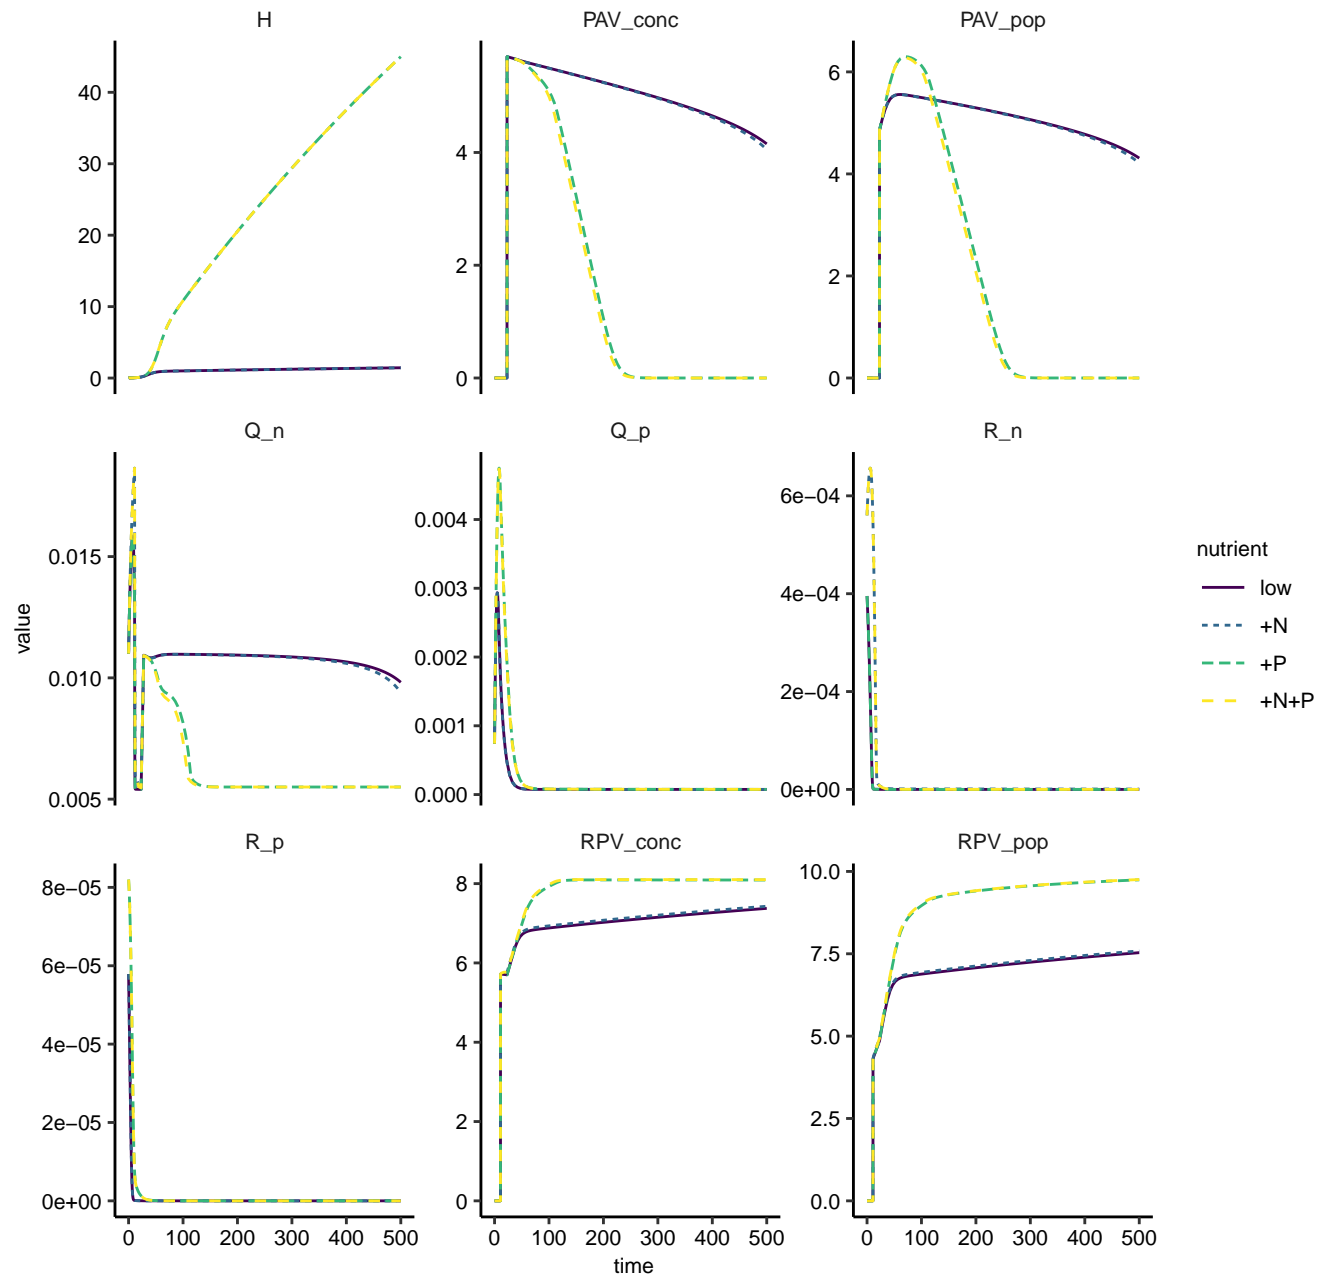 H
PAV_conc
PAV_pop
40
30
20
10
0
4
2
0
6
4
2
0
Q_n
Q_p
R_n
0.015
0.010
0.005
0.004
0.003
0.002
0.001
0.000
6e−04
4e−04
2e−04
0e+00
value
nutrient
low
+N
+P
+N+P
R_p
RPV_conc
RPV_pop
8e−05
6e−05
4e−05
2e−05
0e+00
8
6
4
2
0
10.0
7.5
5.0
2.5
0.0
0 100 200 300 400 500
0 100 200 300 400 500
0 100 200 300 400 500
time